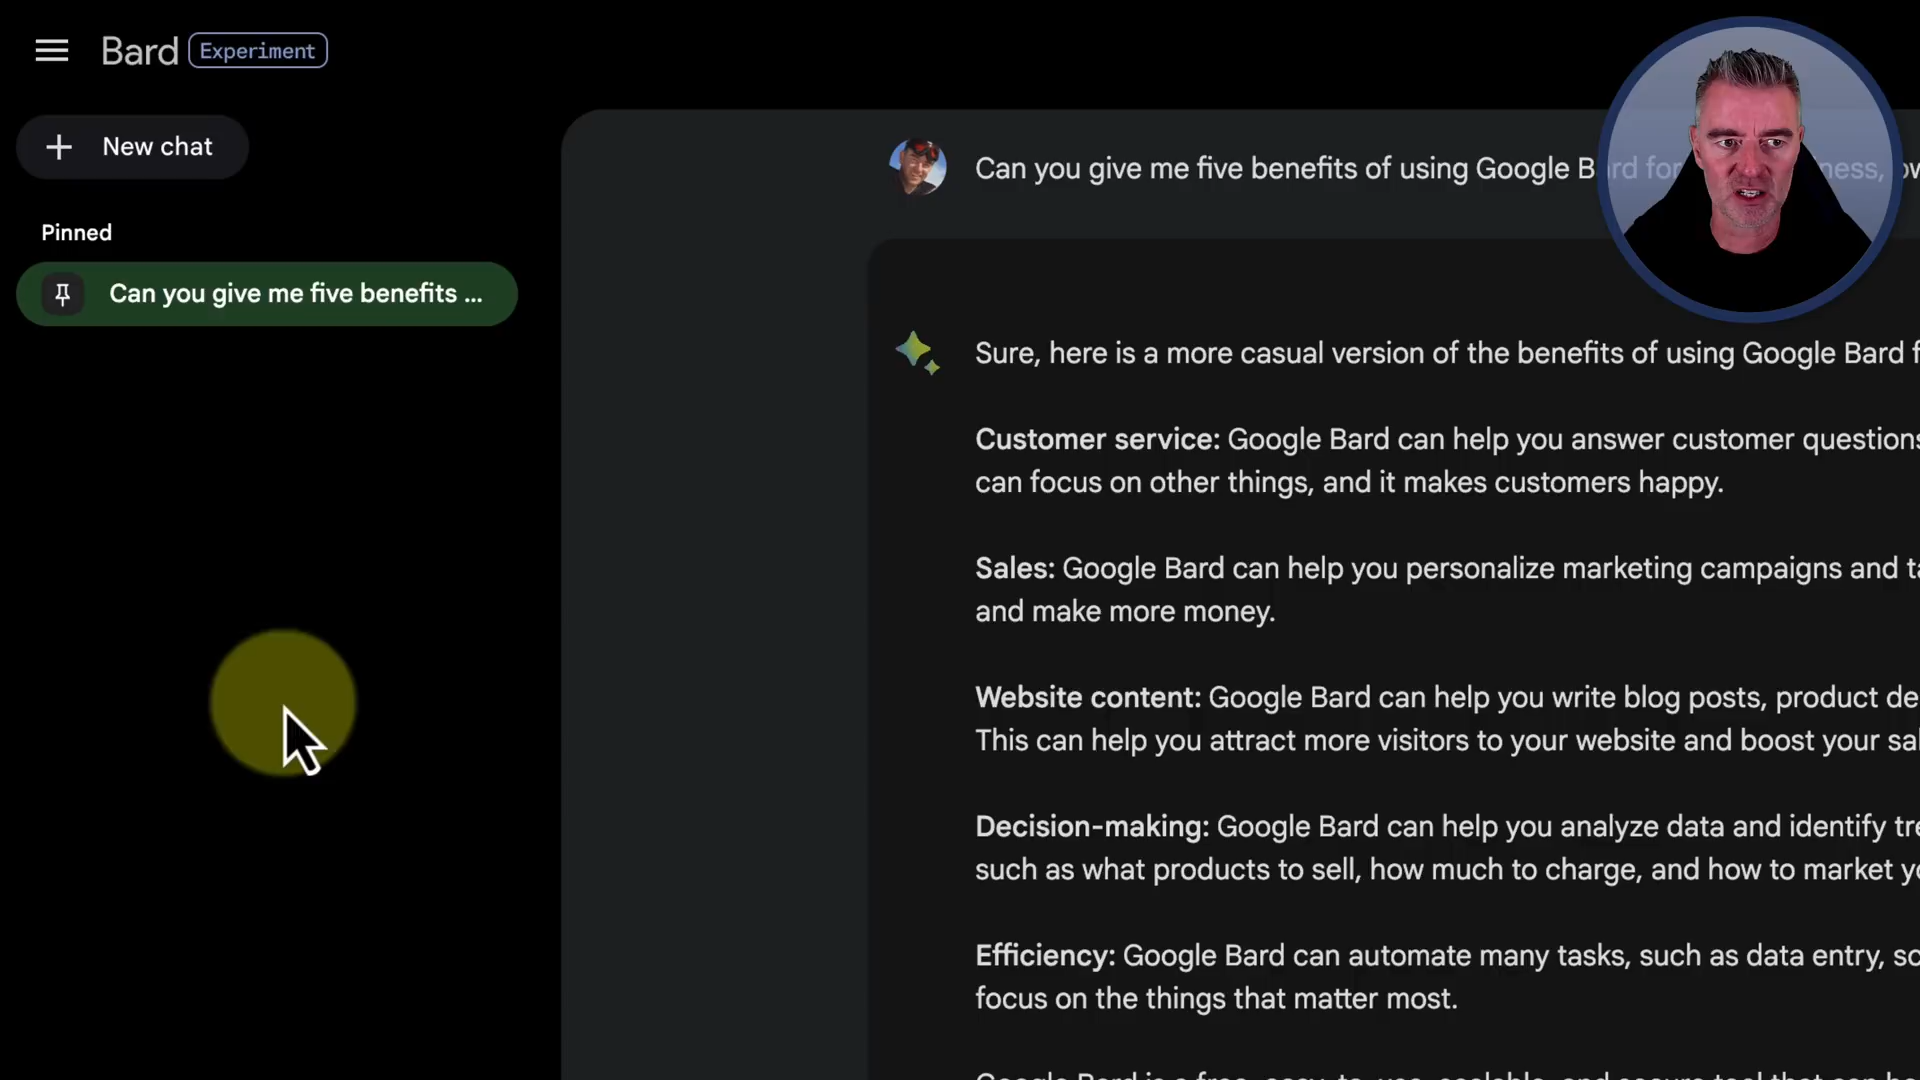 Bard Experiment
New chat
Pinned
Can you give me five benefits ...
Can you give me five benefits of using Google Bard for
Sure, here is a more casual version of the benefits of using Google Bard
Customer service: Google Bard can help you answer customer questions
can focus on other things, and it makes customers happy.
Sales: Google Bard can help you personalize marketing campaigns and
and make more money.
Website content: Google Bard can help you write blog posts, product
This can help you attract more visitors to your website and boost your
Decision-making: Google Bard can help you analyze data and identify
such as what products to sell, how much to charge, and how to market
Efficiency: Google Bard can automate many tasks, such as data entry,
focus on the things that matter most.